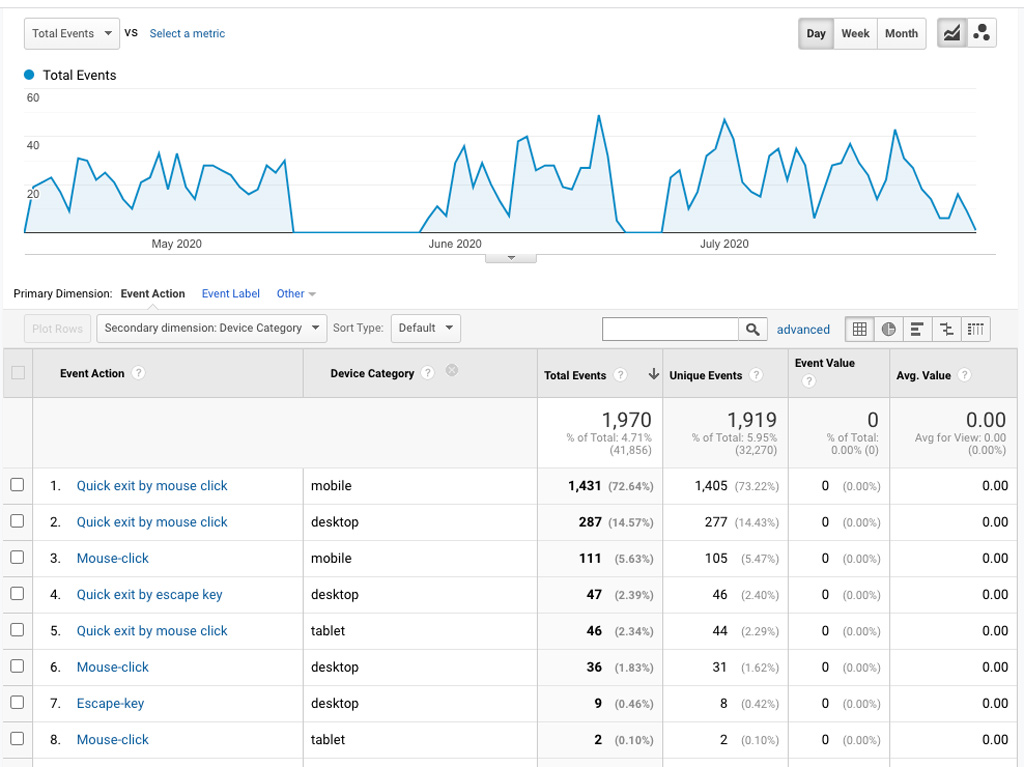 Total Events VS Select a metric Day Week Month
Total Events
60
40
20
May 2020 June 2020 July 2020
Primary Dimension: Event Action Event Label Other
Plot Rows Secondary dimension: Device Category Sort Type: Default advanced
Event Action ? Device Category ? Total Events ? Unique Events ? Event Value ? Avg. Value ?
1,970 1,919 0 0.00
% of Total: 4.71% % of Total: 5.95% % of Total: Avg for View: 0.00
(41,856) (32,270) 0.00% (0) (0.00%)
1. Quick exit by mouse click mobile 1,431 (72.64%) 1,405 (73.22%) 0 (0.00%) 0.00
2. Quick exit by mouse click desktop 287 (14.57%) 277 (14.43%) 0 (0.00%) 0.00
3. Mouse-click mobile 111 (5.63%) 105 (5.47%) 0 (0.00%) 0.00
4. Quick exit by escape key desktop 47 (2.39%) 46 (2.40%) 0 (0.00%) 0.00
5. Quick exit by mouse click tablet 46 (2.34%) 44 (2.29%) 0 (0.00%) 0.00
6. Mouse-click desktop 36 (1.83%) 31 (1.62%) 0 (0.00%) 0.00
7. Escape-key desktop 9 (0.46%) 8 (0.42%) 0 (0.00%) 0.00
8. Mouse-click tablet 2 (0.10%) 2 (0.10%) 0 (0.00%) 0.00